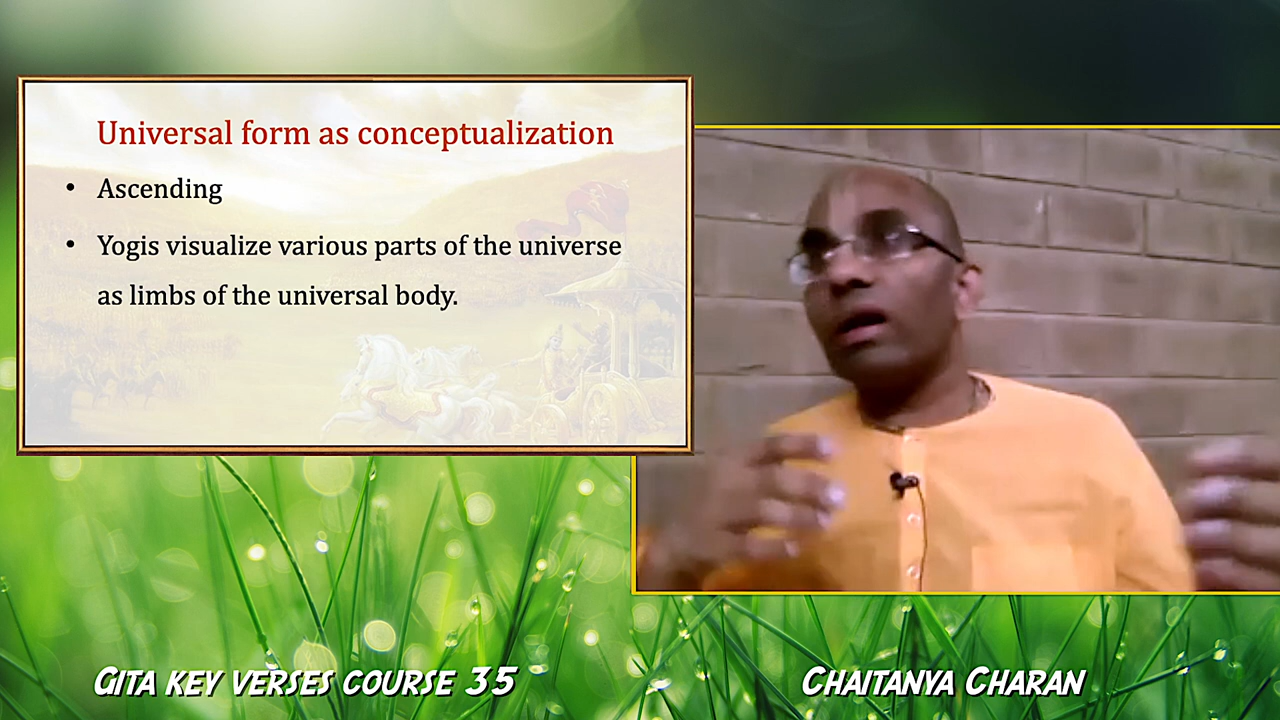 Universal form as conceptualization
• Ascending
• Yogis visualize various parts of the universe
as limbs of the universal body.
GITA KEY VERSES COURSE 35
CHAITANYA CHARAN